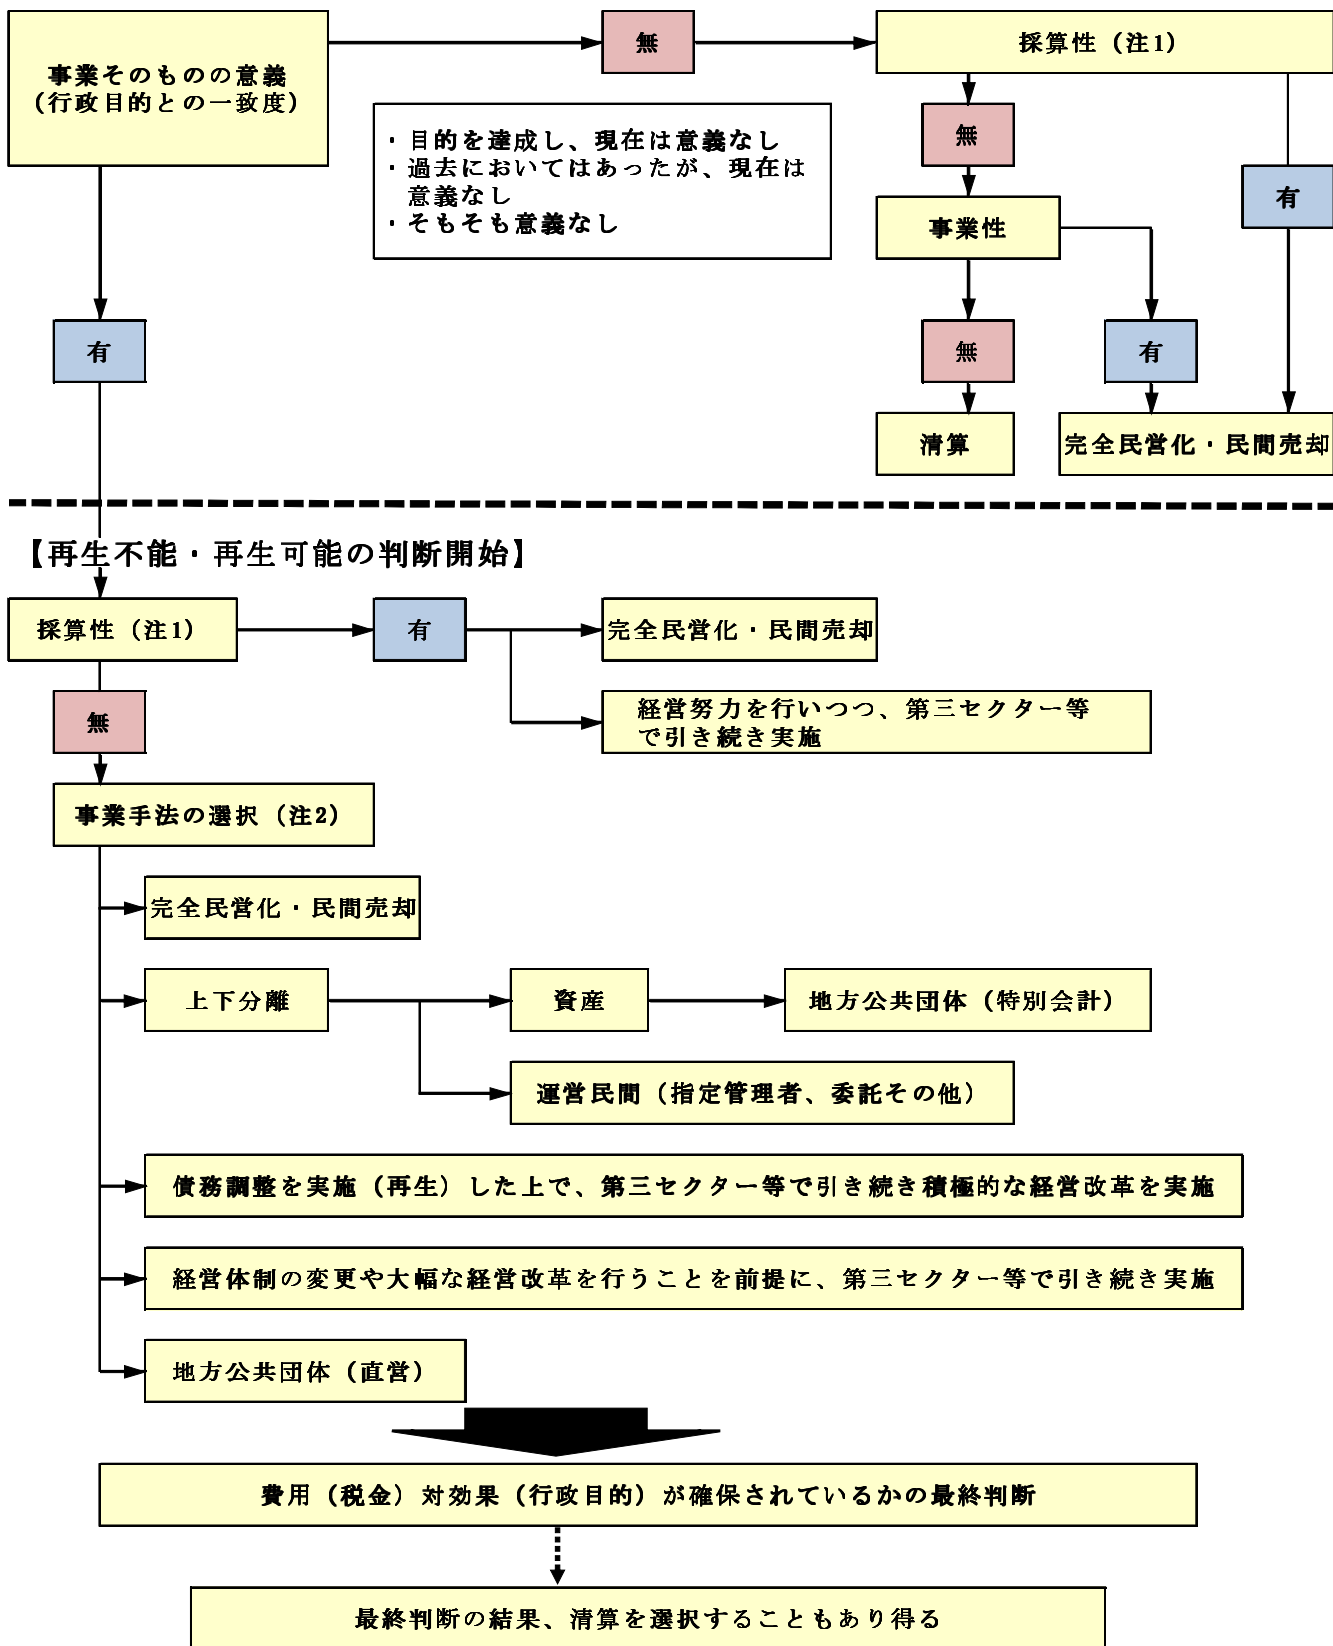 事業そのものの意義
（行政目的との一致度）
無
採算性（注1）
・目的を達成し、現在は意義なし
・過去においてはあったが、現在は
意義なし
・そもそも意義なし
無
有
事業性
有
無
有
清算
完全民営化・民間売却
【再生不能・再生可能の判断開始】
採算性（注1）
有
完全民営化・民間売却
経営努力を行いつつ、第三セクター等
で引き続き実施
無
事業手法の選択（注2）
完全民営化・民間売却
上下分離
資産
地方公共団体（特別会計）
運営民間（指定管理者、委託その他）
債務調整を実施（再生）した上で、第三セクター等で引き続き積極的な経営改革を実施
経営体制の変更や大幅な経営改革を行うことを前提に、第三セクター等で引き続き実施
地方公共団体（直営）
費用（税金）対効果（行政目的）が確保されているかの最終判断
最終判断の結果、清算を選択することもあり得る